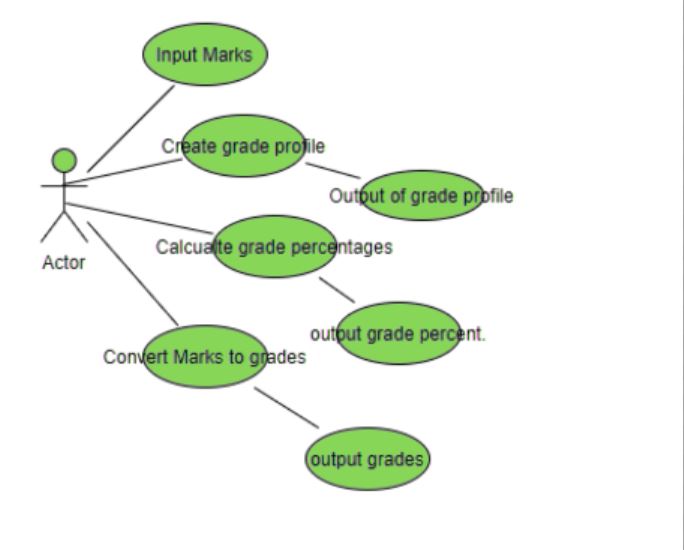 Input Marks
Create grade profile
Output of grade profile
Calcualte grade percentages
Actor
output grade percent.
Convert Marks to grades
output grades